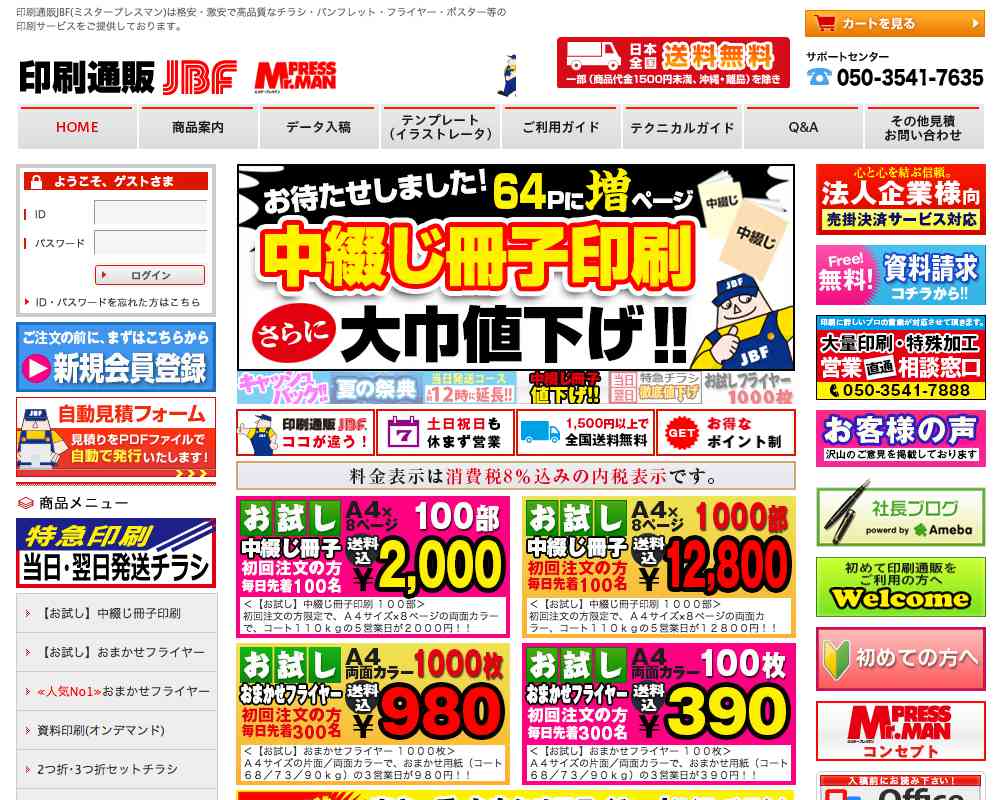 印刷通販JBF(ミスタープレスマン)は格安・激安で高品質なチラシ・パンフレット・フライヤー・ポスター等の
印刷サービスをご提供しております。
カートを見る
印刷通販 JBF Mr.PRESS MAN
日本全国 送料無料
一部(商品代金1500円未満、沖縄・離島)を除き
サポートセンター
050-3541-7635
HOME
商品案内
データ入稿
テンプレート
(イラストレータ)
ご利用ガイド
テクニカルガイド
Q&A
その他見積
お問い合わせ
ようこそ、ゲストさま
ID
パスワード
ログイン
ID・パスワードを忘れた方はこちら
ご注文の前に、まずはこちらから
新規会員登録
自動見積フォーム
見積りをPDFファイルで
自動で発行いたします!
商品メニュー
特急印刷
当日・翌日発送チラシ
【お試し】中綴じ冊子印刷
【お試し】おまかせフライヤー
≪人気No1≫おまかせフライヤー
資料印刷(オンデマンド)
2つ折・3つ折セットチラシ
お待たせしました! 64Pに増ページ
中綴じ冊子印刷
さらに 大巾値下げ!!
中綴じ
中綴じ
JBF
JBF
キャッシュバック!!
夏の祭典
当日発送コース
12時に延長!!
中綴じ冊子
値下げ!!
当日
翌日
特急チラシ
徹底値下げ
お試しフライヤー
1000枚
印刷通販 JBF
ココが違う!
7
土日祝日も
休まず営業
1,500円以上で
全国送料無料
GET
お得な
ポイント制
料金表示は消費税8%込みの内税表示です。
お試し A4×8ページ 100部
中綴じ冊子
初回注文の方
毎日先着100名
送料込 ¥2,000
<【お試し】中綴じ冊子印刷 100部>
初回注文の方限定で、A4サイズ×8ページの両面カラー
で、コート110kgの5営業日が2000円!!
お試し A4×8ページ 1000部
中綴じ冊子
初回注文の方
毎日先着100名
送料込 ¥12,800
<【お試し】中綴じ冊子印刷 1000部>
初回注文の方限定で、A4サイズ×8ページの両面カ
ラー、コート110kgの5営業日が12800円!!
お試し A4 両面カラー 1000枚
おまかせフライヤー
初回注文の方
毎日先着300名
送料込 ¥980
<【お試し】おまかせフライヤー 1000枚>
A4サイズの片面/両面カラーで、おまかせ用紙(コート
68/73/90kg)の3営業日が980円!!
お試し A4 両面カラー 100枚
おまかせフライヤー
初回注文の方
毎日先着300名
送料込 ¥390
<【お試し】おまかせフライヤー 100枚>
A4サイズの片面/両面カラーで、おまかせ用紙(コート
68/73/90kg)の3営業日が390円!!
心と心を結ぶ信頼。
法人企業様向
売掛決済サービス対応
Free!
無料!
資料請求
コチラから!!
印刷に詳しいプロの営業が対応させて頂きます。
大量印刷・特殊加工
営業 直通 相談窓口
050-3541-7888
お客様の声
沢山のご意見を掲載しております
社長ブログ
powerd by Ameba
初めて印刷通販を
ご利用の方へ
Welcome
初めての方へ
Mr.PRESS MAN
コンセプト
入稿前にお読み下さい!
Office